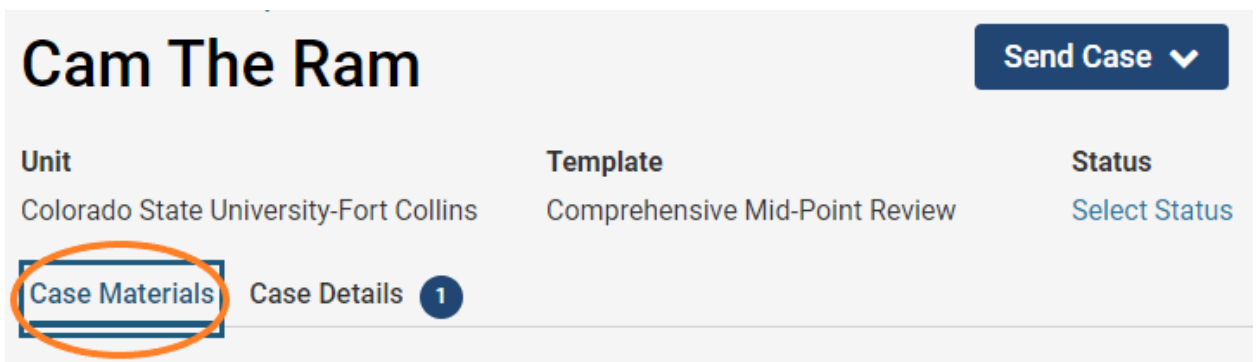 Cam The Ram
Send Case
Unit
Template
Status
Colorado State University-Fort Collins
Comprehensive Mid-Point Review
Select Status
Case Materials
Case Details 1